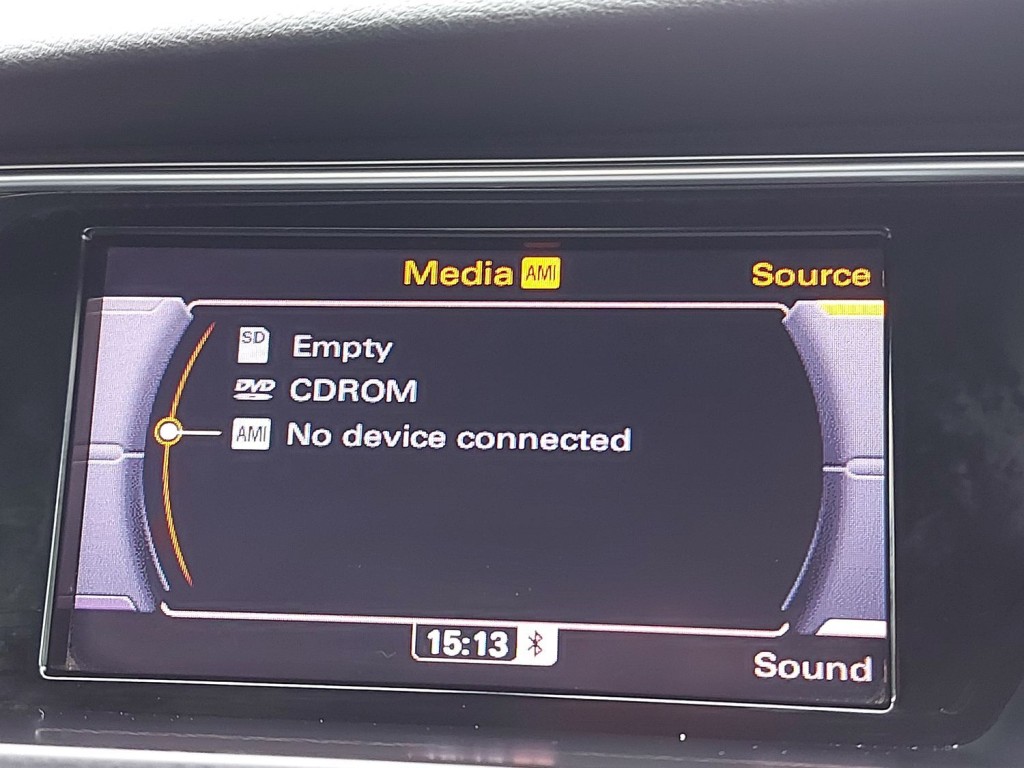 Media AMI
Source
SD Empty
DVD CDROM
AMI No device connected
15:13
Sound